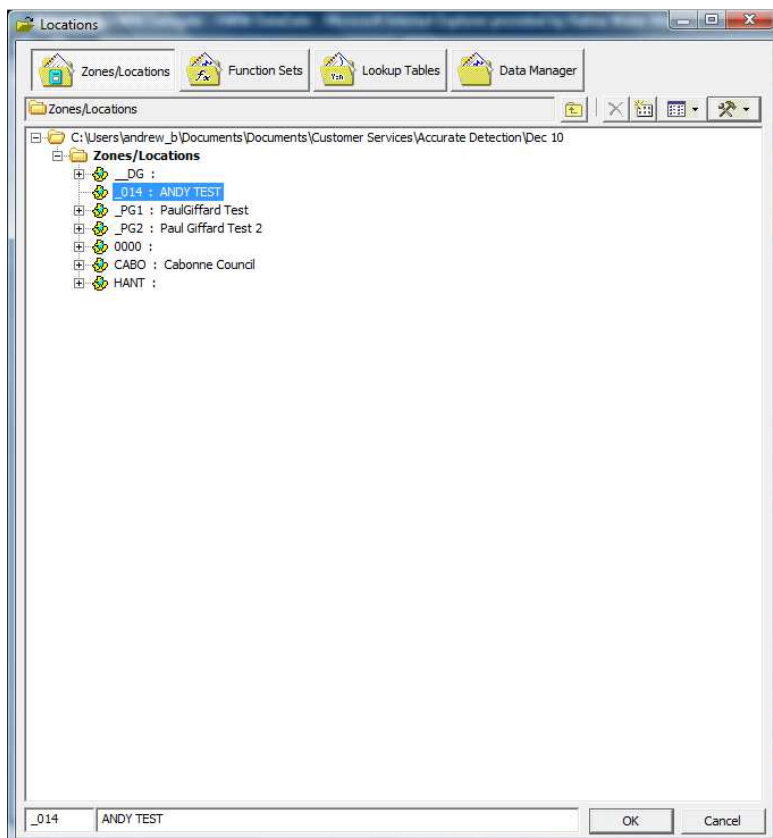 Locations
Zones/Locations Function Sets Lookup Tables Data Manager
Zones/Locations
C:\Users\andrew_b\Documents\Documents\Customer Services\Accurate Detection\Dec 10
Zones/Locations
__DG :
_014 : ANDY TEST
_PG1 : PaulGiffard Test
_PG2 : Paul Giffard Test 2
0000 :
CABO : Cabonne Council
HANT :
_014 ANDY TEST OK Cancel